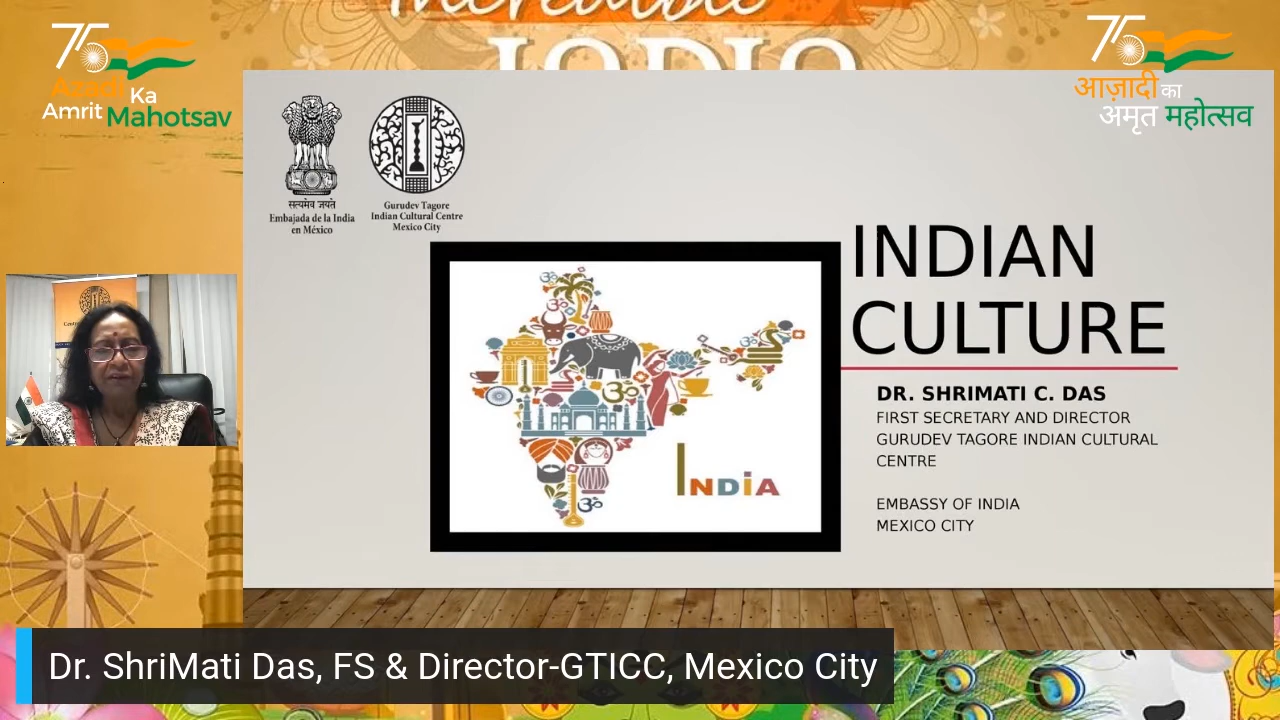 Incredible
INDIA
75
Azadi Ka
Amrit Mahotsav
75
आज़ादी का
अमृत महोत्सव
सत्यमेव जयते
Embajada de la India
en México
Gurudev Tagore
Indian Cultural Centre
Mexico City
INDIAN
CULTURE
INDIA
DR. SHRIMATI C. DAS
FIRST SECRETARY AND DIRECTOR
GURUDEV TAGORE INDIAN CULTURAL
CENTRE
EMBASSY OF INDIA
MEXICO CITY
Dr. ShriMati Das, FS & Director-GTICC, Mexico City